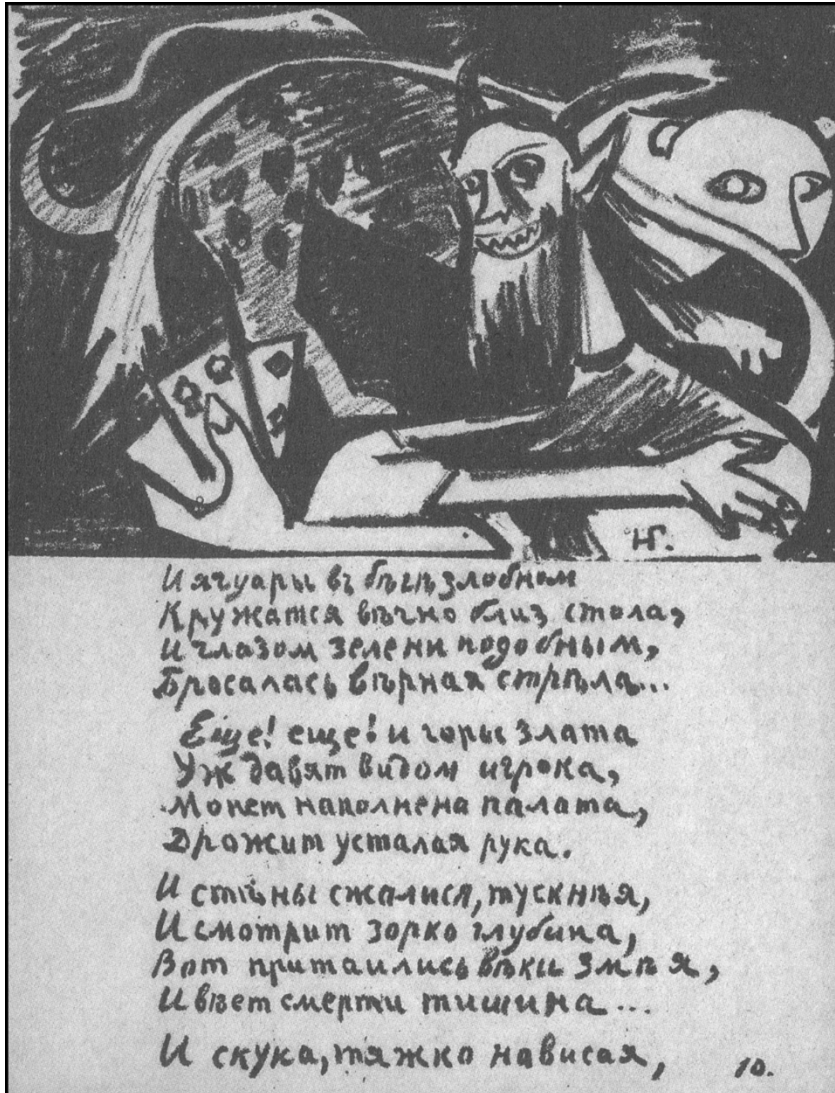 НГ.
И ягуары въ бѣгѣ злобном
Кружатся вѣчно близ стола,
И глазом зелени подобным,
Бросалась вѣрная стрѣла...
Еще! еще! и горы злата
Уж давят видом игрока,
Монет наполнена палата,
Дрожит усталая рука.
И стѣны сжалися, тускнѣя,
И смотрит зорко глубина,
Вот притаились вѣки змѣя,
И вѣет смерти тишина...
И скука, тяжко нависая,
10.